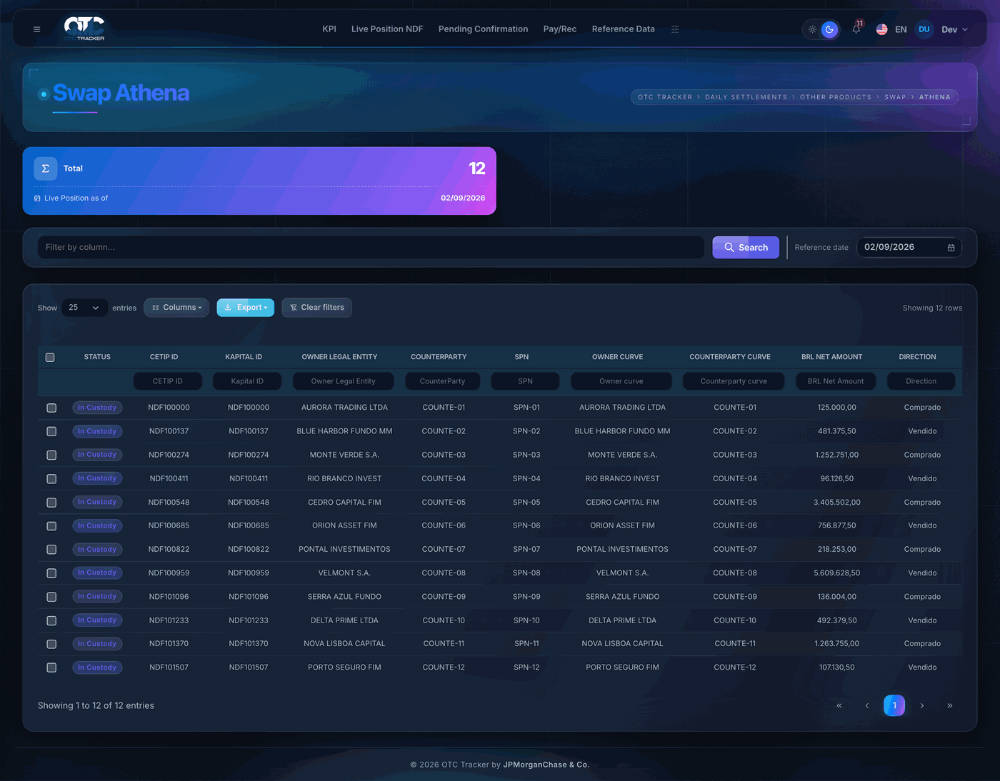 OTC TRACKER
KPI Live Position NDF Pending Confirmation Pay/Rec Reference Data 11 EN DU Dev
Swap Athena
OTC TRACKER > DAILY SETTLEMENTS > OTHER PRODUCTS > SWAP > ATHENA
Σ Total 12
Live Position as of 02/09/2026
Filter by column... Search Reference date 02/09/2026
Show 25 entries Columns Export Clear filters Showing 12 rows
STATUS CETIP ID KAPITAL ID OWNER LEGAL ENTITY COUNTERPARTY SPN OWNER CURVE COUNTERPARTY CURVE BRL NET AMOUNT DIRECTION
CETIP ID Kapital ID Owner Legal Entity CounterParty SPN Owner curve Counterparty curve BRL Net Amount Direction
In Custody NDF100000 NDF100000 AURORA TRADING LTDA COUNTE-01 SPN-01 AURORA TRADING LTDA COUNTE-01 125.000,00 Comprado
In Custody NDF100137 NDF100137 BLUE HARBOR FUNDO MM COUNTE-02 SPN-02 BLUE HARBOR FUNDO MM COUNTE-02 481.375,50 Vendido
In Custody NDF100274 NDF100274 MONTE VERDE S.A. COUNTE-03 SPN-03 MONTE VERDE S.A. COUNTE-03 1.252.751,00 Comprado
In Custody NDF100411 NDF100411 RIO BRANCO INVEST COUNTE-04 SPN-04 RIO BRANCO INVEST COUNTE-04 96.126,50 Vendido
In Custody NDF100548 NDF100548 CEDRO CAPITAL FIM COUNTE-05 SPN-05 CEDRO CAPITAL FIM COUNTE-05 3.405.502,00 Comprado
In Custody NDF100685 NDF100685 ORION ASSET FIM COUNTE-06 SPN-06 ORION ASSET FIM COUNTE-06 756.877,50 Vendido
In Custody NDF100822 NDF100822 PONTAL INVESTIMENTOS COUNTE-07 SPN-07 PONTAL INVESTIMENTOS COUNTE-07 218.253,00 Comprado
In Custody NDF100959 NDF100959 VELMONT S.A. COUNTE-08 SPN-08 VELMONT S.A. COUNTE-08 5.609.628,50 Vendido
In Custody NDF101096 NDF101096 SERRA AZUL FUNDO COUNTE-09 SPN-09 SERRA AZUL FUNDO COUNTE-09 136.004,00 Comprado
In Custody NDF101233 NDF101233 DELTA PRIME LTDA COUNTE-10 SPN-10 DELTA PRIME LTDA COUNTE-10 492.379,50 Vendido
In Custody NDF101370 NDF101370 NOVA LISBOA CAPITAL COUNTE-11 SPN-11 NOVA LISBOA CAPITAL COUNTE-11 1.263.755,00 Comprado
In Custody NDF101507 NDF101507 PORTO SEGURO FIM COUNTE-12 SPN-12 PORTO SEGURO FIM COUNTE-12 107.130,50 Vendido
Showing 1 to 12 of 12 entries « ‹ 1 › »
© 2026 OTC Tracker by JPMorganChase & Co.